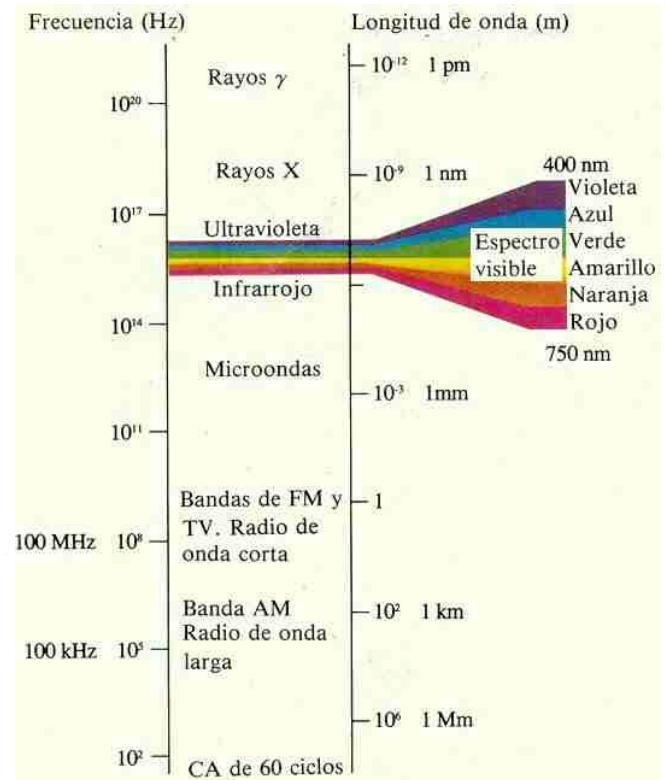 Frecuencia (Hz)
Longitud de onda (m)
Rayos γ
10⁻¹² 1 pm
10²⁰
Rayos X
10⁻⁹ 1 nm
400 nm
Violeta
10¹⁷
Ultravioleta
Azul
Espectro
visible
Verde
Amarillo
Infrarrojo
Naranja
10¹⁴
Rojo
750 nm
Microondas
10⁻³ 1mm
10¹¹
Bandas de FM y
TV. Radio de
onda corta
1
100 MHz 10⁸
Banda AM
Radio de onda
larga
10² 1 km
100 kHz 10⁵
10⁶ 1 Mm
10²
CA de 60 ciclos